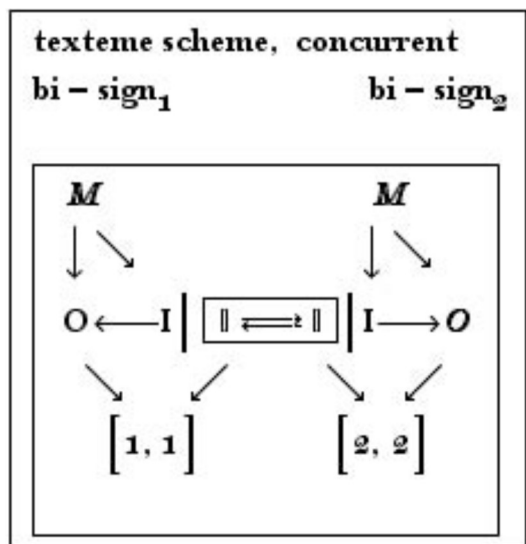 texteme scheme, concurrent
bi – sign₁ bi – sign₂
M M
O ← I | 𝕀 ⇌ 𝕀 | I → O
[1, 1] [2, 2]